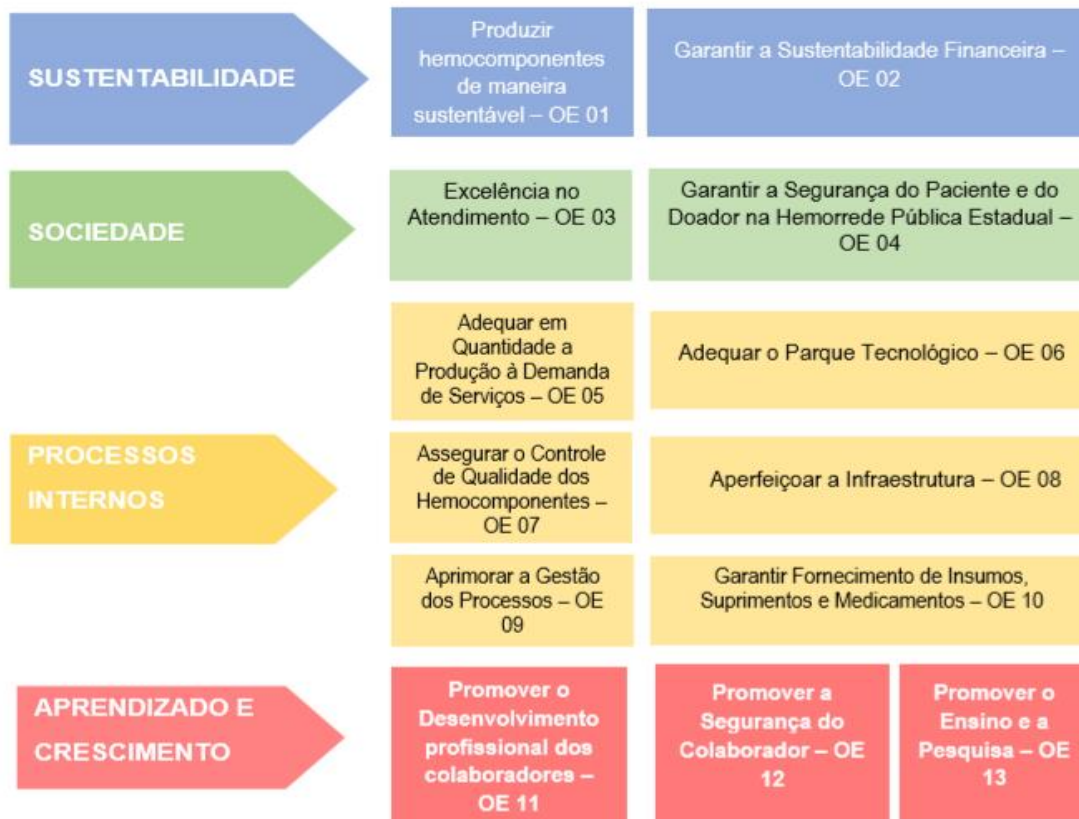 SUSTENTABILIDADE
Produzir
hemocomponentes
de maneira
sustentável – OE 01
Garantir a Sustentabilidade Financeira –
OE 02
SOCIEDADE
Excelência no
Atendimento – OE 03
Garantir a Segurança do Paciente e do
Doador na Hemorrede Pública Estadual –
OE 04
PROCESSOS
INTERNOS
Adequar em
Quantidade a
Produção à Demanda
de Serviços – OE 05
Adequar o Parque Tecnológico – OE 06
Assegurar o Controle
de Qualidade dos
Hemocomponentes –
OE 07
Aperfeiçoar a Infraestrutura – OE 08
Aprimorar a Gestão
dos Processos – OE
09
Garantir Fornecimento de Insumos,
Suprimentos e Medicamentos – OE 10
APRENDIZADO E
CRESCIMENTO
Promover o
Desenvolvimento
profissional dos
colaboradores –
OE 11
Promover a
Segurança do
Colaborador – OE
12
Promover o
Ensino e a
Pesquisa – OE
13